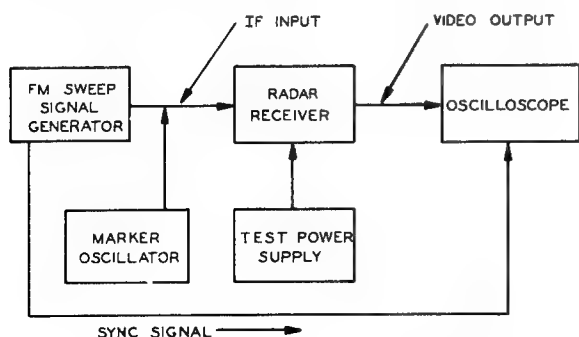 IF INPUT
VIDEO OUTPUT
FM SWEEP
SIGNAL
GENERATOR
RADAR
RECEIVER
OSCILLOSCOPE
MARKER
OSCILLATOR
TEST POWER
SUPPLY
SYNC SIGNAL